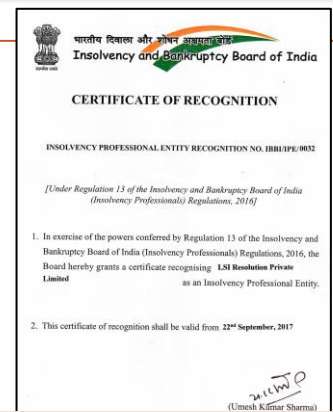 भारतीय दिवाला और शोधन अक्षमता बोर्ड
Insolvency and Bankruptcy Board of India
CERTIFICATE OF RECOGNITION
INSOLVENCY PROFESSIONAL ENTITY RECOGNITION NO. IBBI/IPE/0032
[Under Regulation 13 of the Insolvency and Bankruptcy Board of India
(Insolvency Professionals) Regulations, 2016]
1. In exercise of the powers conferred by Regulation 13 of the Insolvency and
Bankruptcy Board of India (Insolvency Professionals) Regulations, 2016, the
Board hereby grants a certificate recognising LSI Resolution Private
Limited
as an Insolvency Professional Entity.
2. This certificate of recognition shall be valid from 22nd September, 2017
(Umesh Kumar Sharma)